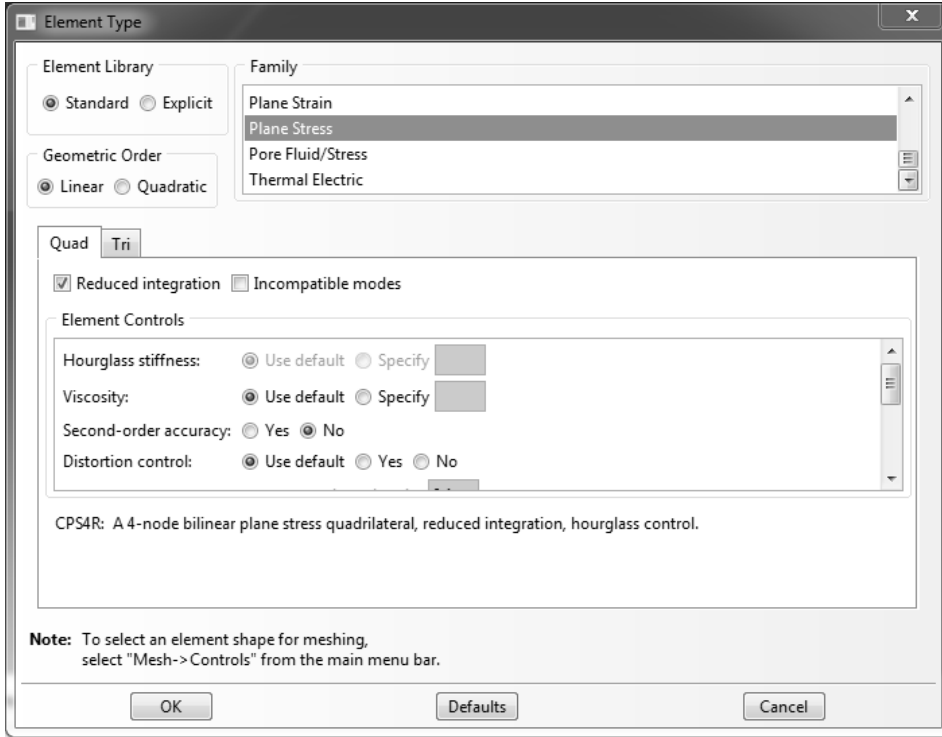 Element Type
x
Element Library
Standard Explicit
Geometric Order
Linear Quadratic
Family
Plane Strain
Plane Stress
Pore Fluid/Stress
Thermal Electric
Quad Tri
Reduced integration Incompatible modes
Element Controls
Hourglass stiffness: Use default Specify
Viscosity: Use default Specify
Second-order accuracy: Yes No
Distortion control: Use default Yes No
CPS4R: A 4-node bilinear plane stress quadrilateral, reduced integration, hourglass control.
Note: To select an element shape for meshing,
select "Mesh->Controls" from the main menu bar.
OK Defaults Cancel